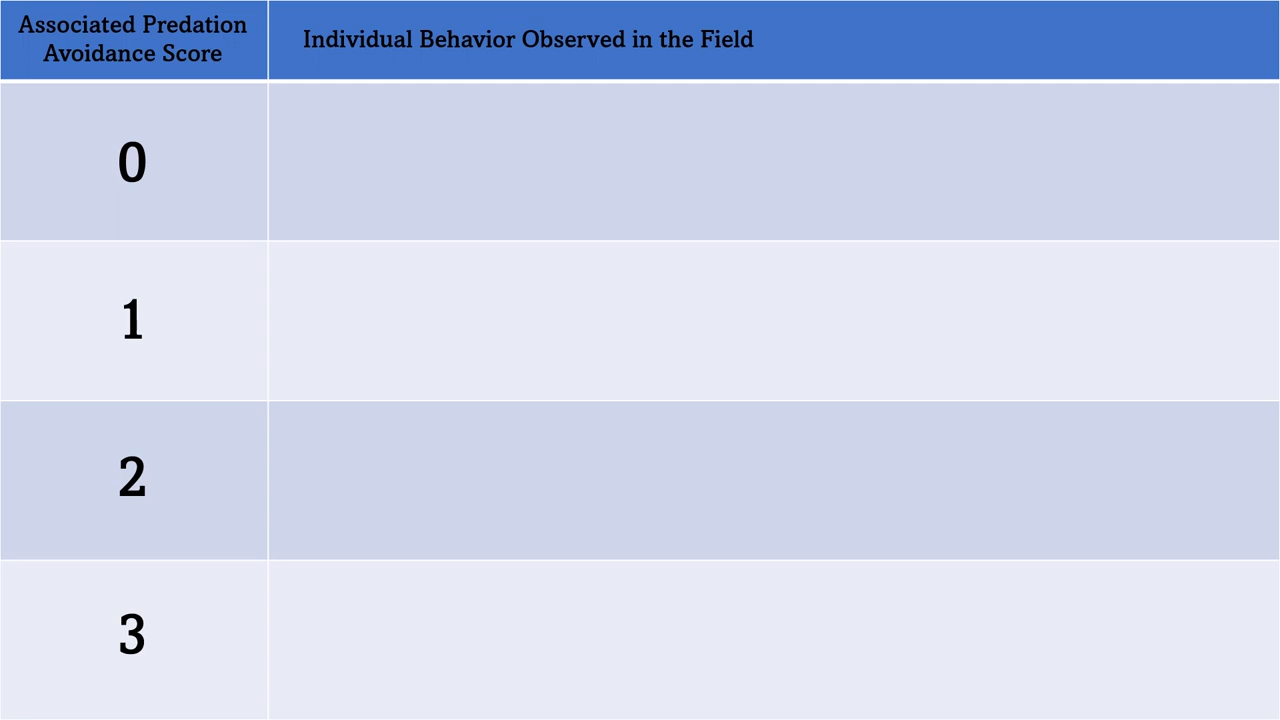 Associated Predation
Avoidance Score
Individual Behavior Observed in the Field
0
1
2
3